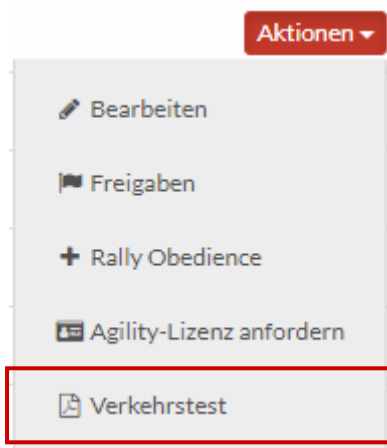 Aktionen
Bearbeiten
Freigaben
Rally Obedience
Agility-Lizenz anfordern
Verkehrstest